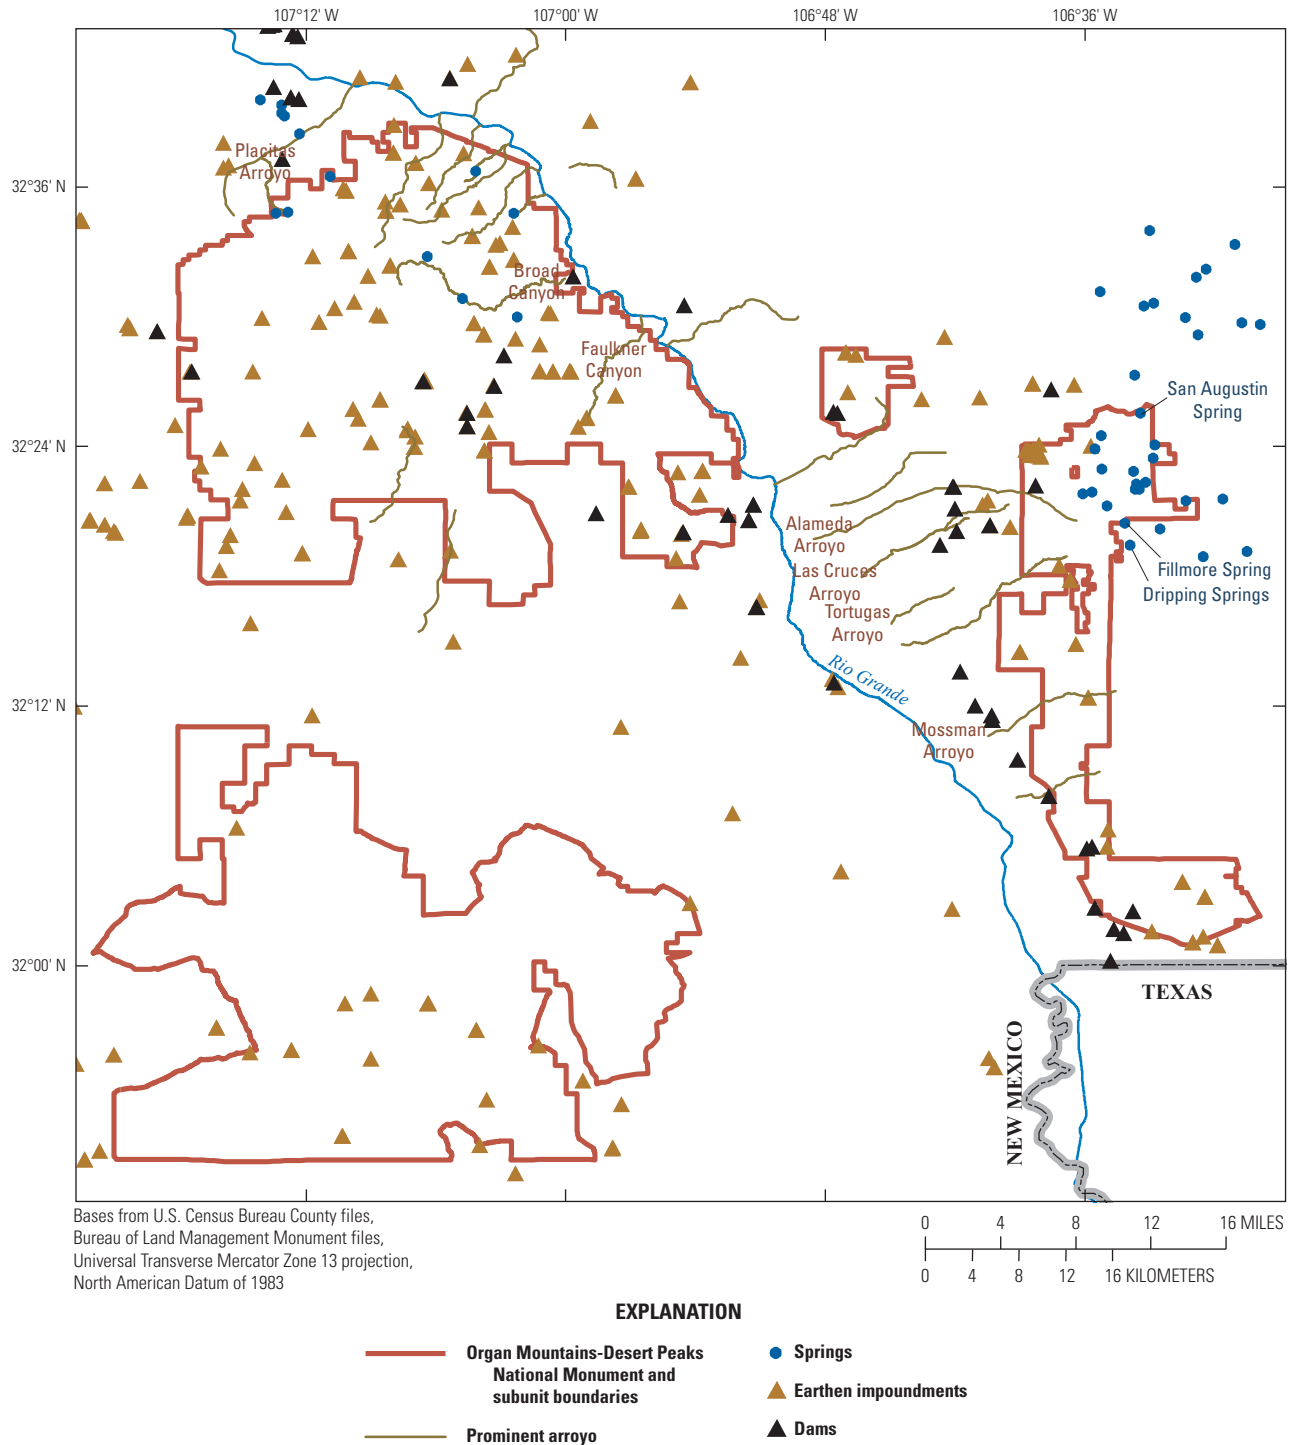 107°12' W
107°00' W
106°48' W
106°36' W
Placitas
Arroyo
32°36' N
Broad
Canyon
Faulkner
Canyon
San Augustin
Spring
32°24' N
Alameda
Arroyo
Las Cruces
Arroyo
Fillmore Spring
Dripping Springs
Tortugas
Arroyo
Rio Grande
32°12' N
Mossman
Arroyo
32°00' N
TEXAS
NEW MEXICO
Bases from U.S. Census Bureau County files,
Bureau of Land Management Monument files,
Universal Transverse Mercator Zone 13 projection,
North American Datum of 1983
0 4 8 12 16 MILES
0 4 8 12 16 KILOMETERS
EXPLANATION
Organ Mountains-Desert Peaks
National Monument and
subunit boundaries
Prominent arroyo
Springs
Earthen impoundments
Dams